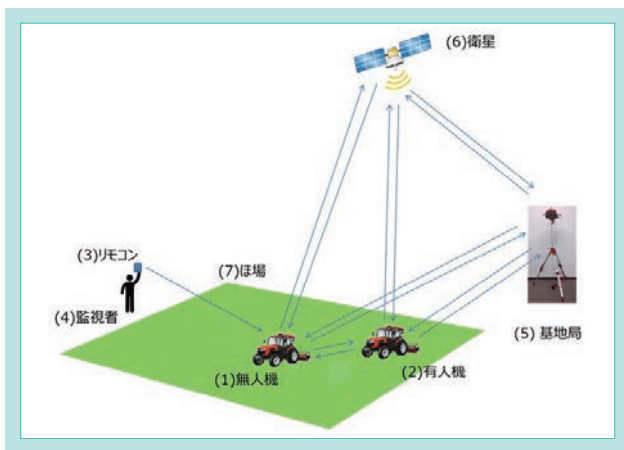 (6)衛星
(3)リモコン
(7)ほ場
(4)監視者
(5) 基地局
(1)無人機
(2)有人機